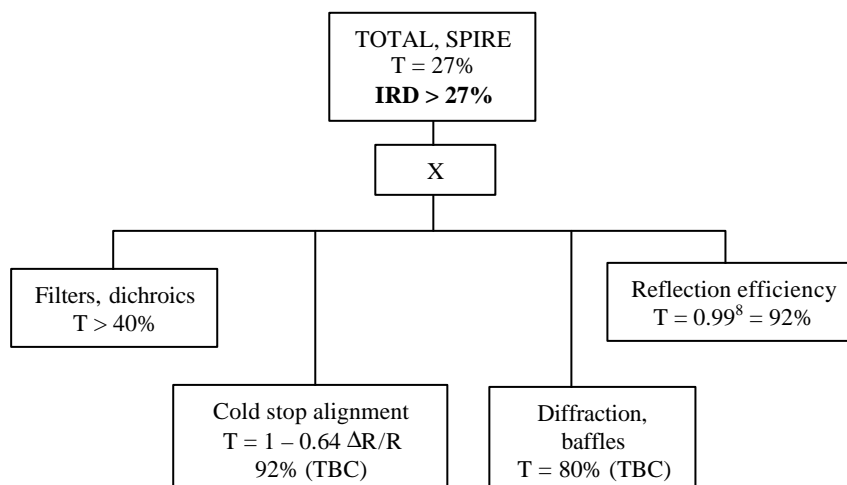 TOTAL, SPIRE
T = 27%
IRD > 27%
X
Filters, dichroics
T > 40%
Reflection efficiency
T = 0.99⁸ = 92%
Cold stop alignment
T = 1 – 0.64 ΔR/R
92% (TBC)
Diffraction,
baffles
T = 80% (TBC)